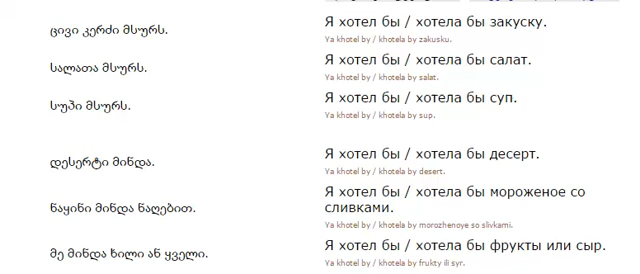 ცივი კერძი მსურს.
Я хотел бы / хотела бы закуску.
Ya khotel by / khotela by zakusku.
სალათა მსურს.
Я хотел бы / хотела бы салат.
Ya khotel by / khotela by salat.
სუპი მსურს.
Я хотел бы / хотела бы суп.
Ya khotel by / khotela by sup.
დესერტი მინდა.
Я хотел бы / хотела бы десерт.
Ya khotel by / khotela by desert.
ნაყინი მინდა ნაღებით.
Я хотел бы / хотела бы мороженое со
сливками.
Ya khotel by / khotela by morozhenoye so slivkami.
მე მინდა ხილი ან ყველი.
Я хотел бы / хотела бы фрукты или сыр.
Ya khotel by / khotela by frukty ili syr.